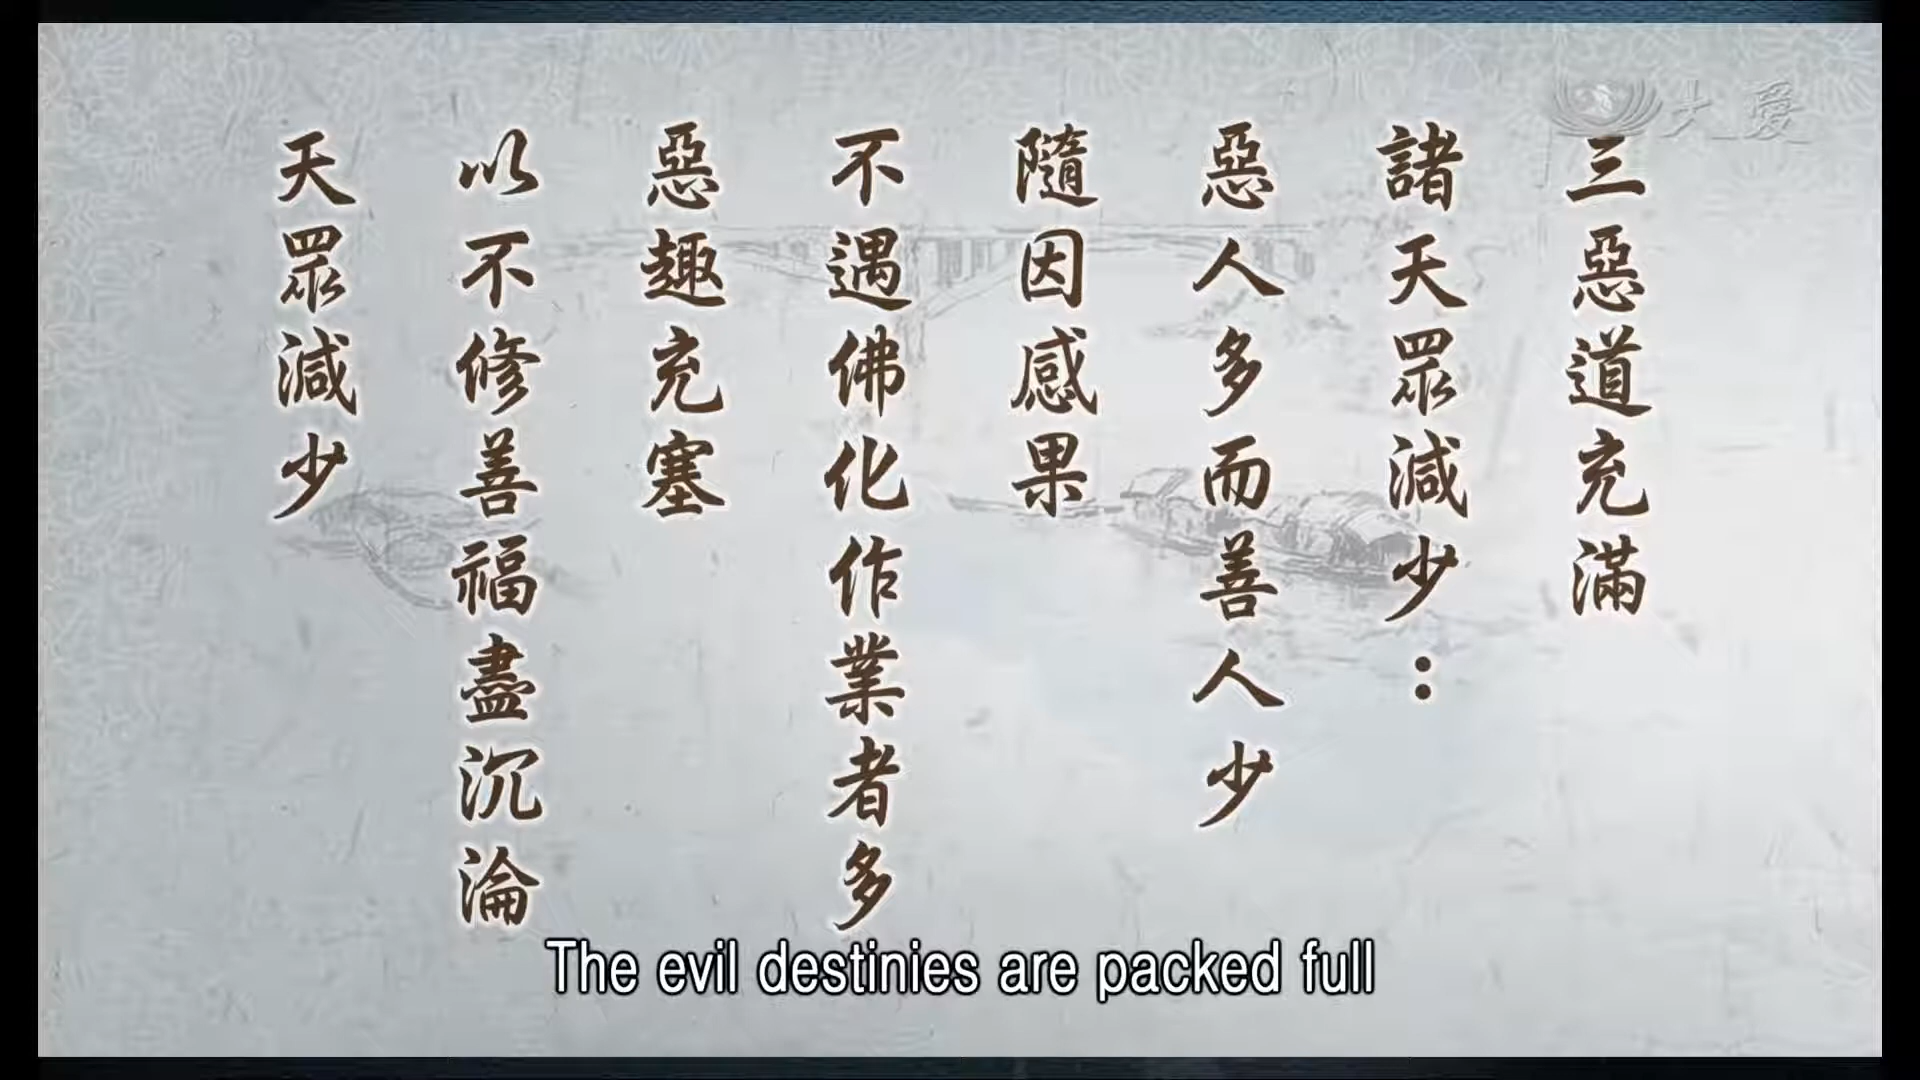 三惡道充滿
諸天眾減少：
惡人多而善人少
隨因感果
不遇佛化作業者多
惡趣充塞
以不修善福盡沉淪
天眾減少
大愛
The evil destinies are packed full